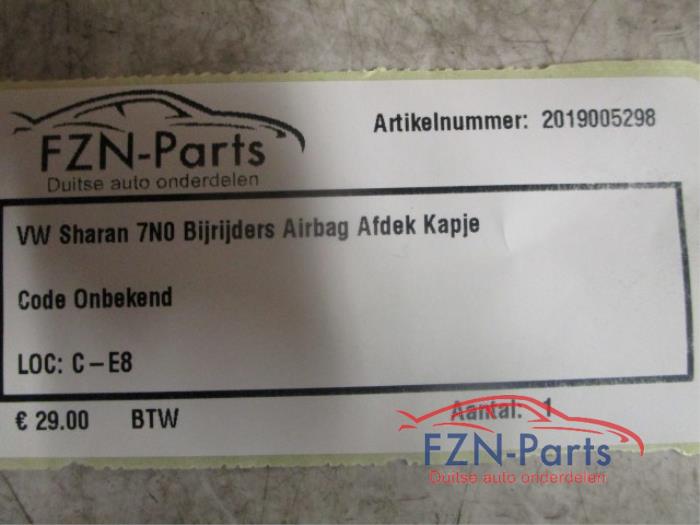 FZN-Parts
Duitse auto onderdelen
Artikelnummer: 2019005298
VW Sharan 7N0 Bijrijders Airbag Afdek Kapje
Code Onbekend
LOC: C-E8
€ 29.00 BTW Aantal: 1
FZN-Parts
Duitse auto onderdelen